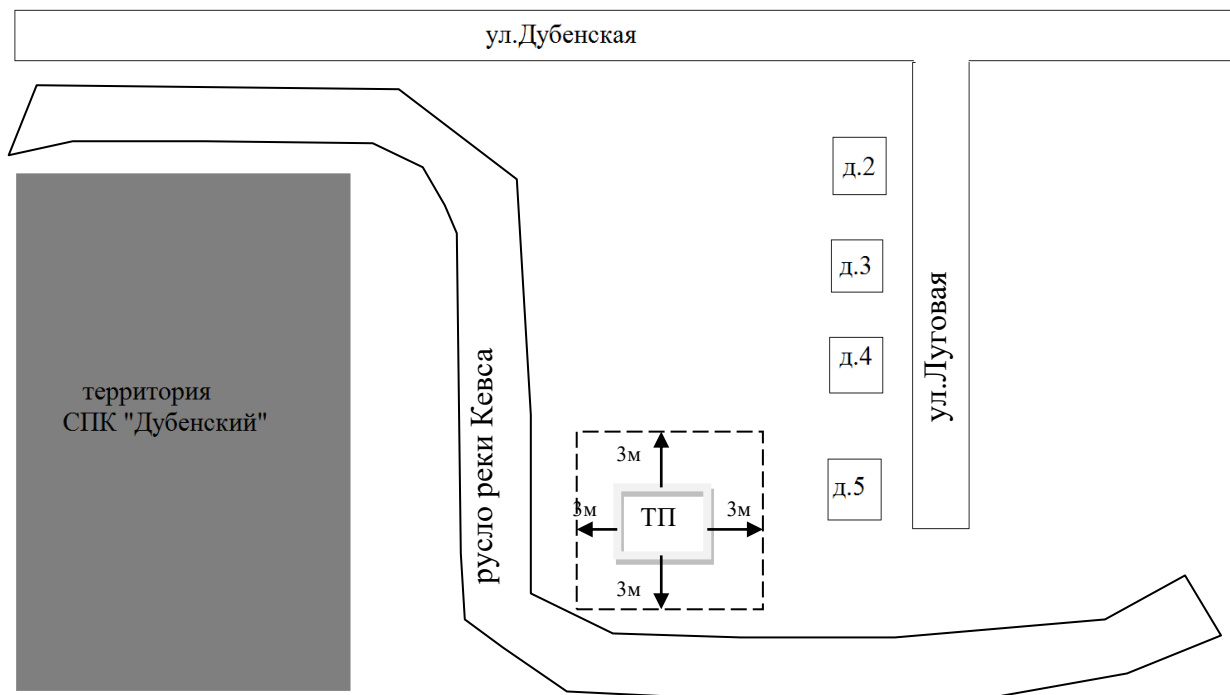 ул.Дубенская
д.2
д.3
д.4
д.5
ул.Луговая
территория
СПК "Дубенский"
русло реки Кевса
3м
3м
ТП
3м
3м